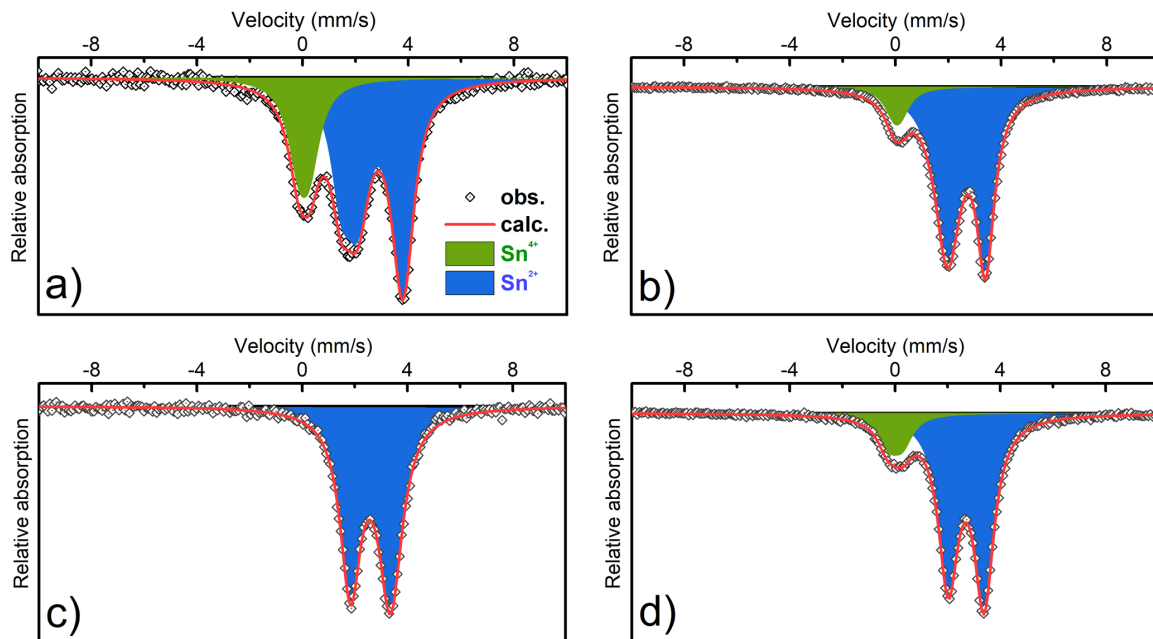 Velocity (mm/s)
-8 -4 0 4 8
Relative absorption
obs.
calc.
Sn⁴⁺
Sn²⁺
a)
Velocity (mm/s)
-8 -4 0 4 8
Relative absorption
b)
Velocity (mm/s)
-8 -4 0 4 8
Relative absorption
c)
Velocity (mm/s)
-8 -4 0 4 8
Relative absorption
d)